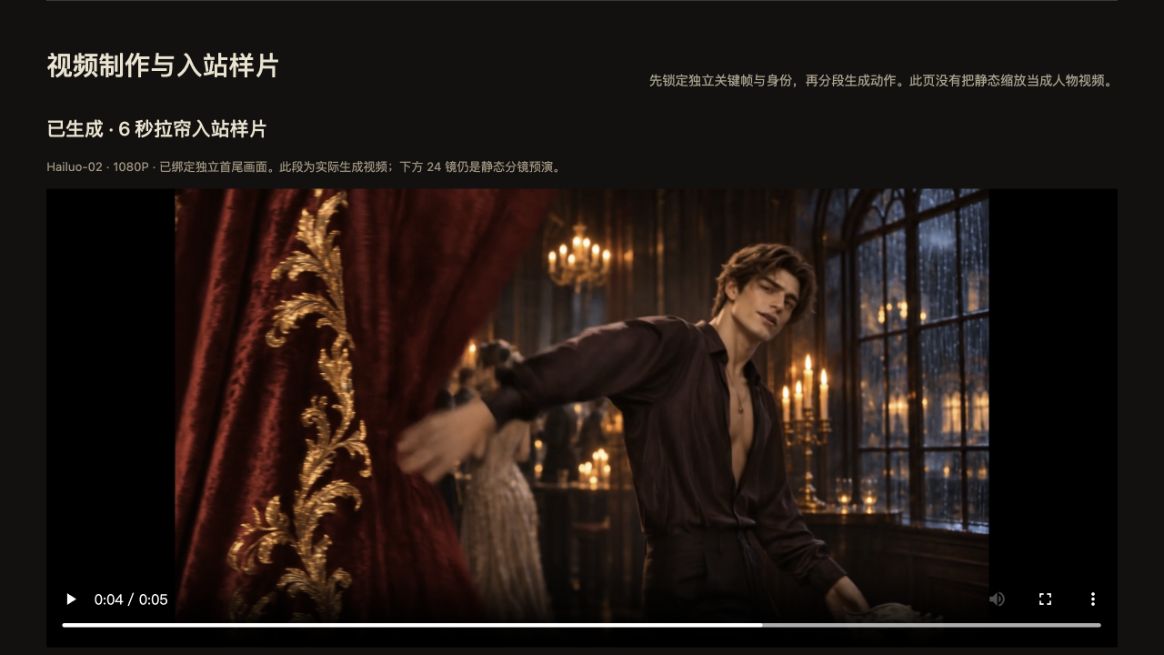 视频制作与入站样片
先锁定独立关键帧与身份，再分段生成动作。此页没有把静态缩放当成人物视频。
已生成 · 6 秒拉帘入站样片
Hailuo-02 · 1080P · 已绑定独立首尾画面。此段为实际生成视频；下方 24 镜仍是静态分镜预演。
0:04 / 0:05